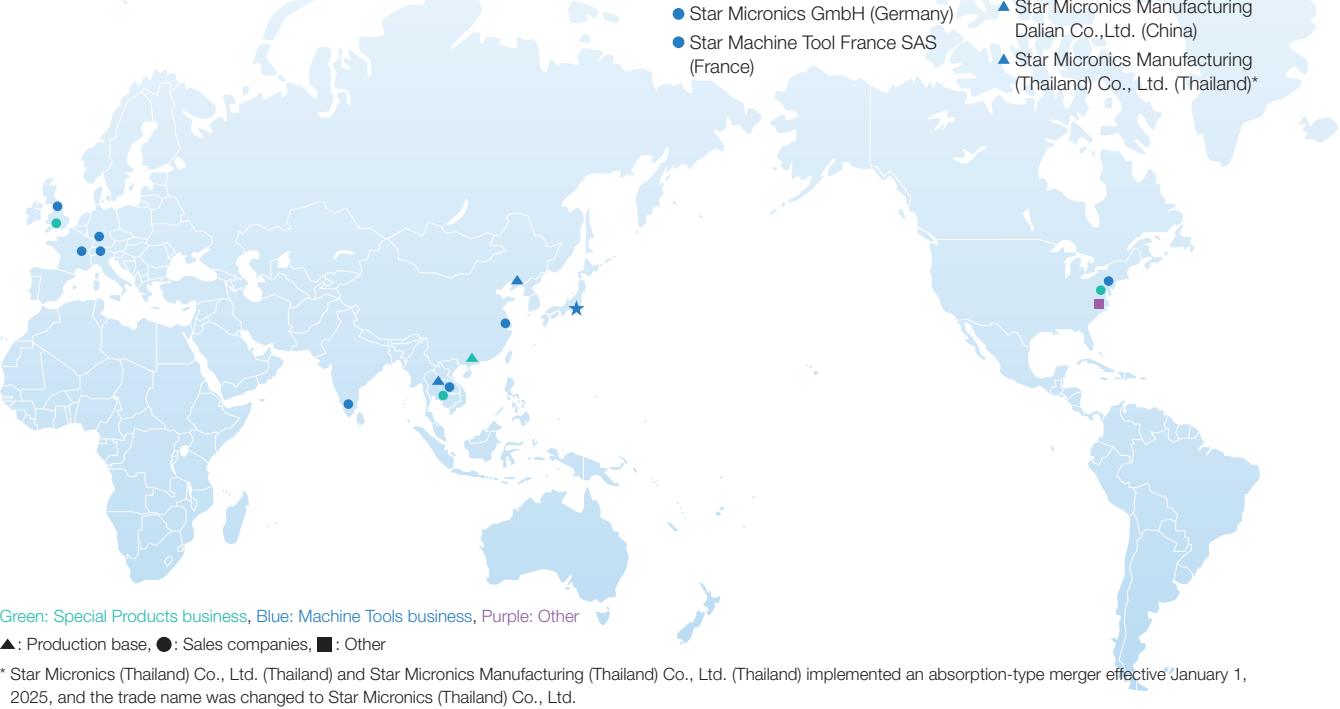 ● Star Micronics GmbH (Germany)
● Star Machine Tool France SAS
(France)
▲ Star Micronics Manufacturing
Dalian Co.,Ltd. (China)
▲ Star Micronics Manufacturing
(Thailand) Co., Ltd. (Thailand)*
Green: Special Products business, Blue: Machine Tools business, Purple: Other
▲: Production base, ●: Sales companies, ■: Other
* Star Micronics (Thailand) Co., Ltd. (Thailand) and Star Micronics Manufacturing (Thailand) Co., Ltd. (Thailand) implemented an absorption-type merger effective January 1,
2025, and the trade name was changed to Star Micronics (Thailand) Co., Ltd.